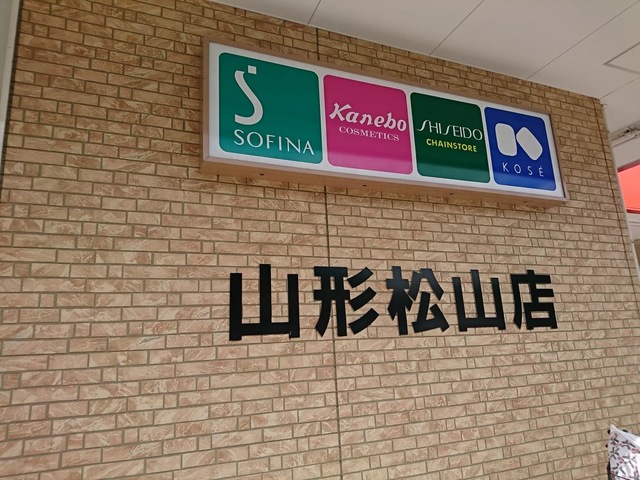 SOFINA
Kanebo
COSMETICS
SHISEIDO
CHAINSTORE
KOSÉ
山形松山店